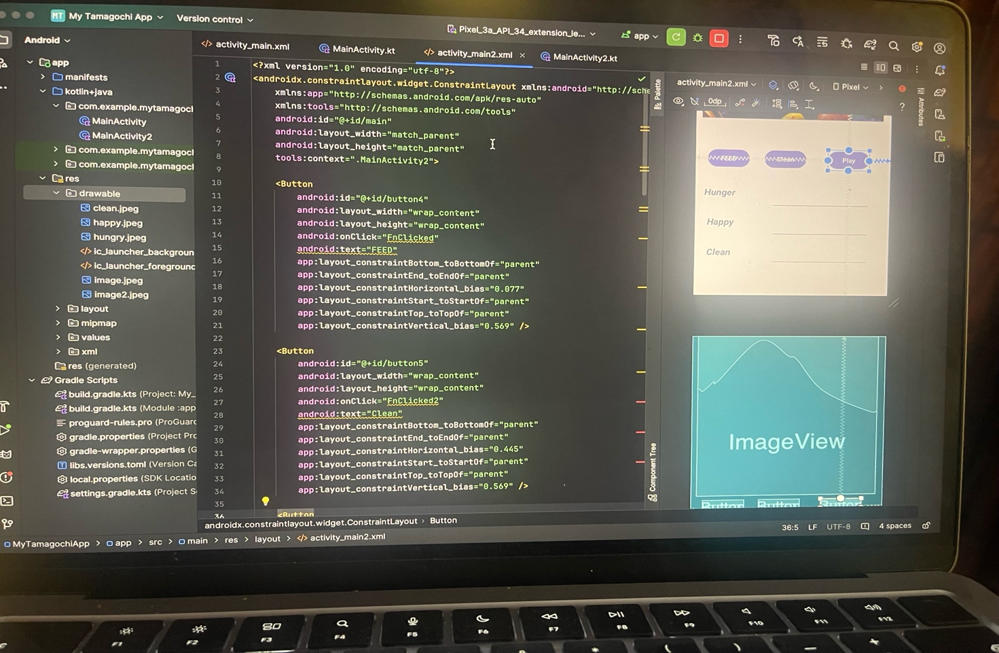 MT My Tamagochi App
Version control
Pixel_3a_API_34_extension_le...
app
Android
activity_main.xml
MainActivity.kt
activity_main2.xml
MainActivity2.kt
app
manifests
kotlin+java
com.example.mytamagoch
MainActivity
MainActivity2
com.example.mytamagoch
com.example.mytamagoch
res
drawable
clean.jpeg
happy.jpeg
hungry.jpeg
ic_launcher_backgroun
ic_launcher_foreground
image.jpeg
image2.jpeg
layout
mipmap
values
xml
res (generated)
Gradle Scripts
build.gradle.kts (Project: My_
build.gradle.kts (Module :app
proguard-rules.pro (ProGuar
gradle.properties (Project Pro
gradle-wrapper.properties (G
libs.versions.toml (Version Ca
local.properties (SDK Locatio
settings.gradle.kts (Project S
1 <?xml version="1.0" encoding="utf-8"?>
2 <androidx.constraintlayout.widget.ConstraintLayout xmlns:android="http://sche
3 xmlns:app="http://schemas.android.com/apk/res-auto"
4 xmlns:tools="http://schemas.android.com/tools"
5 android:id="@+id/main"
6 android:layout_width="match_parent"
7 android:layout_height="match_parent"
8 tools:context=".MainActivity2">
9
10 <Button
11 android:id="@+id/button4"
12 android:layout_width="wrap_content"
13 android:layout_height="wrap_content"
14 android:onClick="FnClicked"
15 android:text="FEED"
16 app:layout_constraintBottom_toBottomOf="parent"
17 app:layout_constraintEnd_toEndOf="parent"
18 app:layout_constraintHorizontal_bias="0.077"
19 app:layout_constraintStart_toStartOf="parent"
20 app:layout_constraintTop_toTopOf="parent"
21 app:layout_constraintVertical_bias="0.569" />
22
23 <Button
24 android:id="@+id/button5"
25 android:layout_width="wrap_content"
26 android:layout_height="wrap_content"
27 android:onClick="FnClicked2"
28 android:text="Clean"
29 app:layout_constraintBottom_toBottomOf="parent"
30 app:layout_constraintEnd_toEndOf="parent"
31 app:layout_constraintHorizontal_bias="0.445"
32 app:layout_constraintStart_toStartOf="parent"
33 app:layout_constraintTop_toTopOf="parent"
34 app:layout_constraintVertical_bias="0.569" />
35
36 <Button
androidx.constraintlayout.widget.ConstraintLayout › Button
Palette
Component Tree
activity_main2.xml
Pixel
0dp
?
Attributes
FEED
Clean
Play
Hunger
Happy
Clean
ImageView
Button
Button
Button
36:5
LF
UTF-8
4 spaces
MyTamagochiApp > app > src > main > res > layout > activity_main2.xml
F1
F2
F3
F4
F5
F6
F7
F8
F9
F10
F11
F12